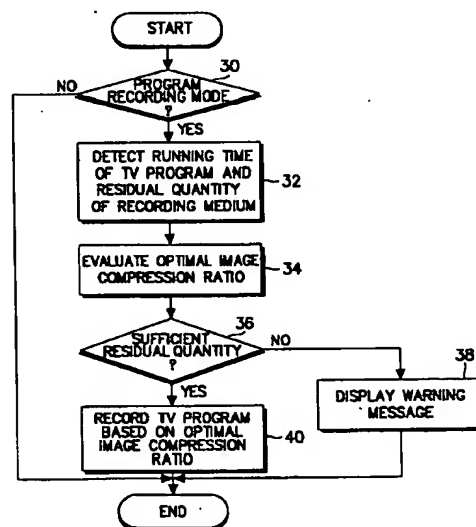 START
30
PROGRAM
RECORDING MODE
?
NO
YES
DETECT RUNNING TIME
OF TV PROGRAM AND
RESIDUAL QUANTITY
OF RECORDING MEDIUM
32
EVALUATE OPTIMAL IMAGE
COMPRESSION RATIO
34
36
SUFFICIENT
RESIDUAL QUANTITY
?
NO
YES
38
DISPLAY WARNING
MESSAGE
RECORD TV PROGRAM
BASED ON OPTIMAL
IMAGE COMPRESSION
RATIO
40
END